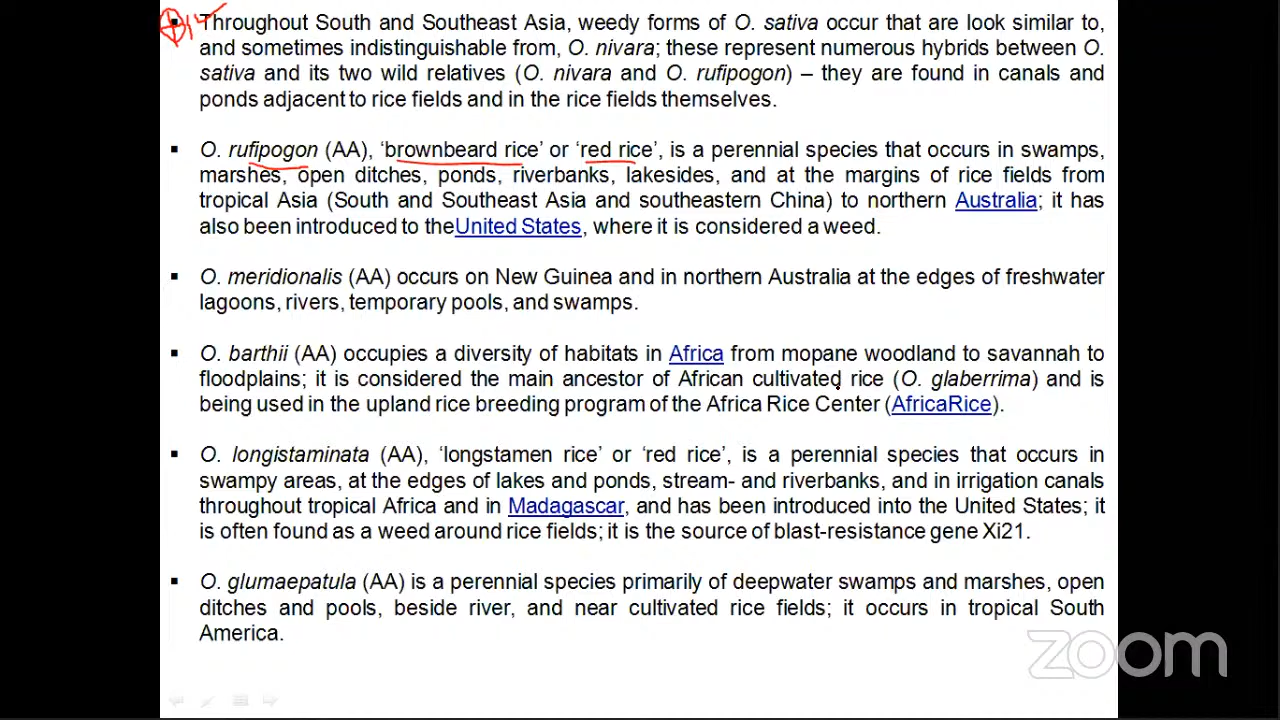 ▪ Throughout South and Southeast Asia, weedy forms of O. sativa occur that are look similar to,
and sometimes indistinguishable from, O. nivara; these represent numerous hybrids between O.
sativa and its two wild relatives (O. nivara and O. rufipogon) – they are found in canals and
ponds adjacent to rice fields and in the rice fields themselves.
▪ O. rufipogon (AA), ‘brownbeard rice’ or ‘red rice’, is a perennial species that occurs in swamps,
marshes, open ditches, ponds, riverbanks, lakesides, and at the margins of rice fields from
tropical Asia (South and Southeast Asia and southeastern China) to northern Australia; it has
also been introduced to theUnited States, where it is considered a weed.
▪ O. meridionalis (AA) occurs on New Guinea and in northern Australia at the edges of freshwater
lagoons, rivers, temporary pools, and swamps.
▪ O. barthii (AA) occupies a diversity of habitats in Africa from mopane woodland to savannah to
floodplains; it is considered the main ancestor of African cultivated rice (O. glaberrima) and is
being used in the upland rice breeding program of the Africa Rice Center (AfricaRice).
▪ O. longistaminata (AA), ‘longstamen rice’ or ‘red rice’, is a perennial species that occurs in
swampy areas, at the edges of lakes and ponds, stream- and riverbanks, and in irrigation canals
throughout tropical Africa and in Madagascar, and has been introduced into the United States; it
is often found as a weed around rice fields; it is the source of blast-resistance gene Xi21.
▪ O. glumaepatula (AA) is a perennial species primarily of deepwater swamps and marshes, open
ditches and pools, beside river, and near cultivated rice fields; it occurs in tropical South
America.
zoom